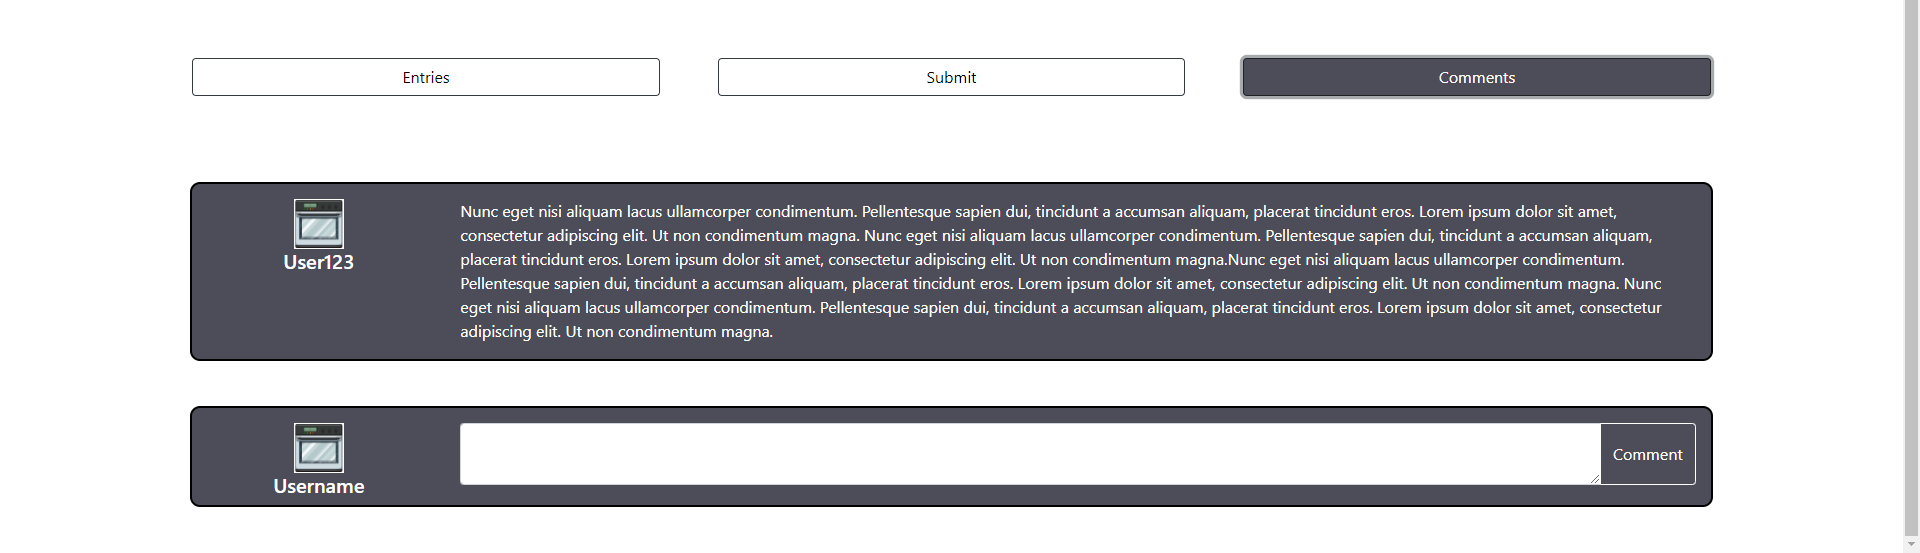 Entries
Submit
Comments
Nunc eget nisi aliquam lacus ullamcorper condimentum. Pellentesque sapien dui, tincidunt a accumsan aliquam, placerat tincidunt eros. Lorem ipsum dolor sit amet,
consectetur adipiscing elit. Ut non condimentum magna. Nunc eget nisi aliquam lacus ullamcorper condimentum. Pellentesque sapien dui, tincidunt a accumsan aliquam,
placerat tincidunt eros. Lorem ipsum dolor sit amet, consectetur adipiscing elit. Ut non condimentum magna.Nunc eget nisi aliquam lacus ullamcorper condimentum.
Pellentesque sapien dui, tincidunt a accumsan aliquam, placerat tincidunt eros. Lorem ipsum dolor sit amet, consectetur adipiscing elit. Ut non condimentum magna. Nunc
eget nisi aliquam lacus ullamcorper condimentum. Pellentesque sapien dui, tincidunt a accumsan aliquam, placerat tincidunt eros. Lorem ipsum dolor sit amet, consectetur
adipiscing elit. Ut non condimentum magna.
User123
Username
Comment